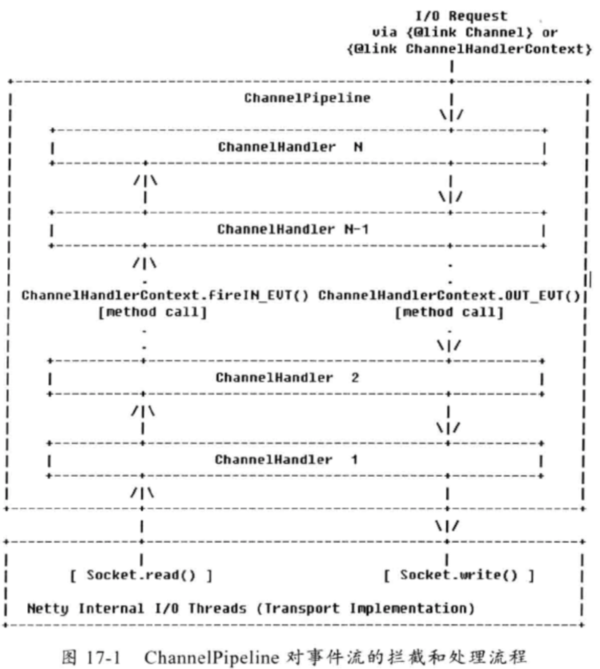 I/O Request
via {@link Channel} or
{@link ChannelHandlerContext}
ChannelPipeline
ChannelHandler N
ChannelHandler N-1
ChannelHandlerContext.fireIN_EVT() ChannelHandlerContext.OUT_EVT()
[method call] [method call]
ChannelHandler 2
ChannelHandler 1
[ Socket.read() ] [ Socket.write() ]
Netty Internal I/O Threads (Transport Implementation)
图 17-1 ChannelPipeline 对事件流的拦截和处理流程